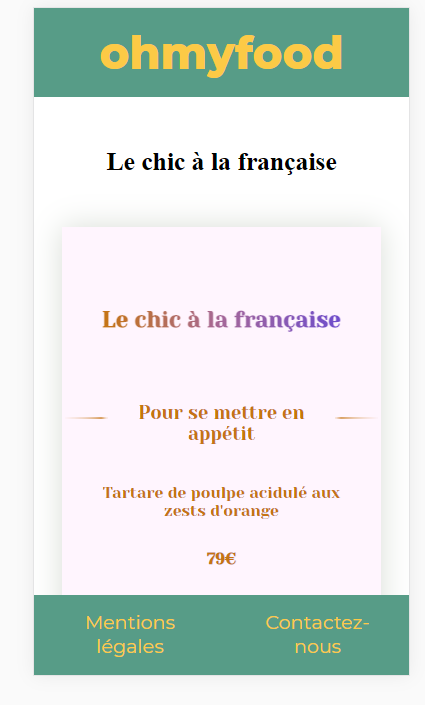 ohmyfood
Le chic à la française
Le chic à la française
Pour se mettre en
appétit
Tartare de poulpe acidulé aux
zests d'orange
79€
Mentions
légales
Contactez-
nous